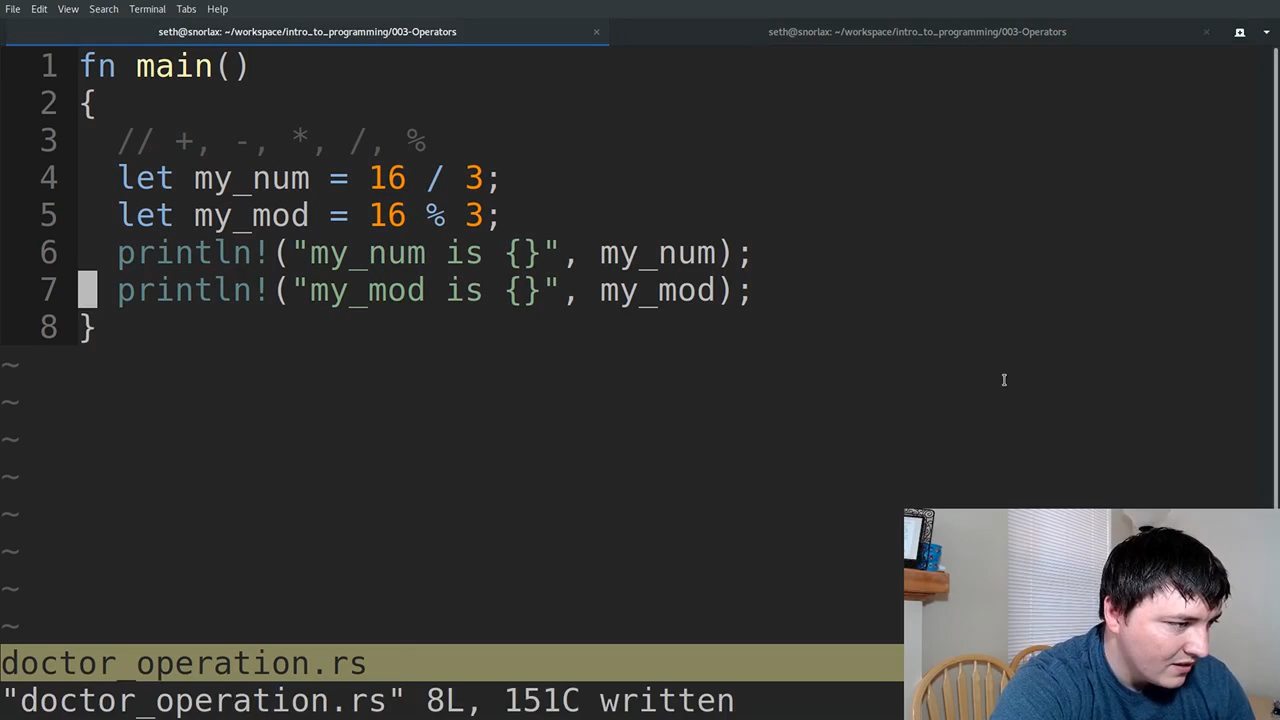 File Edit View Search Terminal Tabs Help
seth@snorlax: ~/workspace/intro_to_programming/003-Operators × seth@snorlax: ~/workspace/intro_to_programming/003-Operators ×
1 fn main()
2 {
3   // +, -, *, /, %
4   let my_num = 16 / 3;
5   let my_mod = 16 % 3;
6   println!("my_num is {}", my_num);
7   println!("my_mod is {}", my_mod);
8 }
~
~
~
~
~
~
~
~
doctor_operation.rs
"doctor_operation.rs" 8L, 151C written